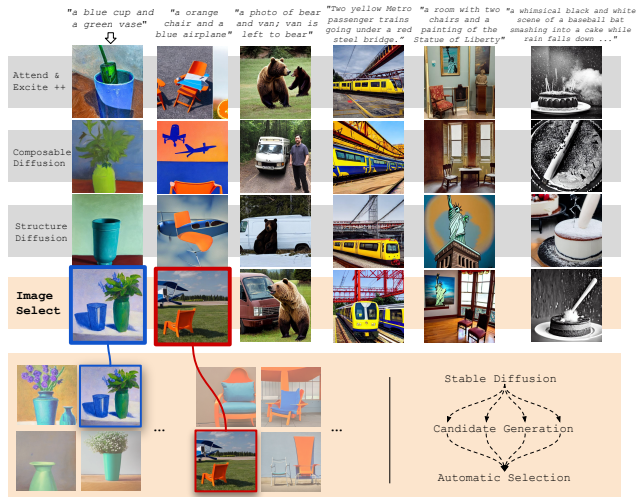 "a blue cup and
a green vase"
"a orange
chair and a
blue airplane"
"a photo of bear
and van; van is
left to bear"
"Two yellow Metro
passenger trains
going under a red
steel bridge."
"a room with two
chairs and a
painting of the
Statue of Liberty"
"a whimsical black and white
scene of a baseball bat
smashing into a cake while
rain falls down ..."
Attend &
Excite ++
Composable
Diffusion
Structure
Diffusion
Image
Select
...
...
Stable Diffusion
Candidate Generation
Automatic Selection